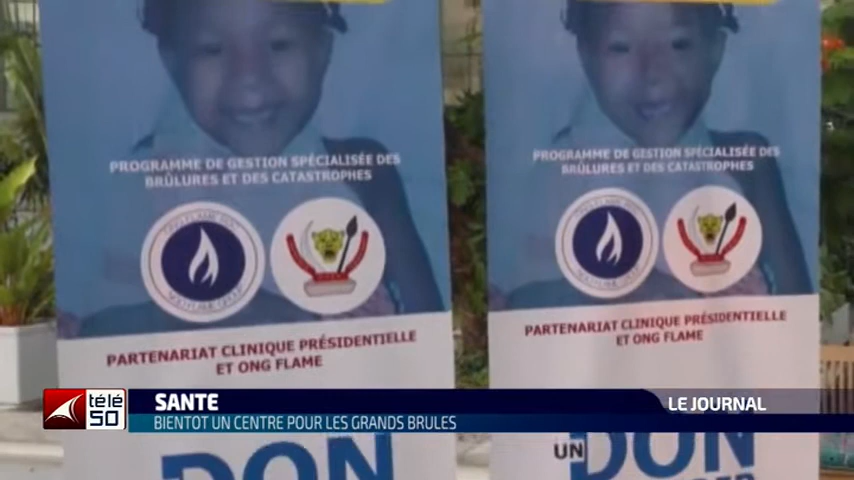 PROGRAMME DE GESTION SPÉCIALISÉE DES
BRÛLURES ET DES CATASTROPHES
PARTENARIAT CLINIQUE PRÉSIDENTIELLE
ET ONG FLAME
DON
PROGRAMME DE GESTION SPÉCIALISÉE DES
BRÛLURES ET DES CATASTROPHES
PARTENARIAT CLINIQUE PRÉSIDENTIELLE
ET ONG FLAME
UN DON
télé 50
SANTE
BIENTOT UN CENTRE POUR LES GRANDS BRULES
LE JOURNAL